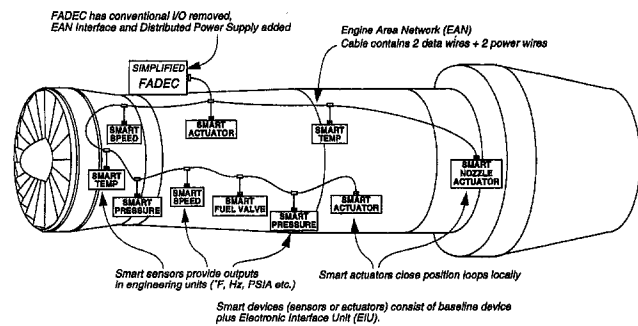 FADEC has conventional I/O removed,
EAN Interface and Distributed Power Supply added
Engine Area Network (EAN)
Cable contains 2 data wires + 2 power wires
SIMPLIFIED
FADEC
SMART
SPEED
SMART
ACTUATOR
SMART
TEMP
SMART
TEMP
SMART
PRESSURE
SMART
SPEED
SMART
FUEL VALVE
SMART
PRESSURE
SMART
ACTUATOR
SMART
NOZZLE
ACTUATOR
Smart sensors provide outputs
in engineering units (°F, Hz, PSIA etc.)
Smart actuators close position loops locally
Smart devices (sensors or actuators) consist of baseline device
plus Electronic Interface Unit (EIU).